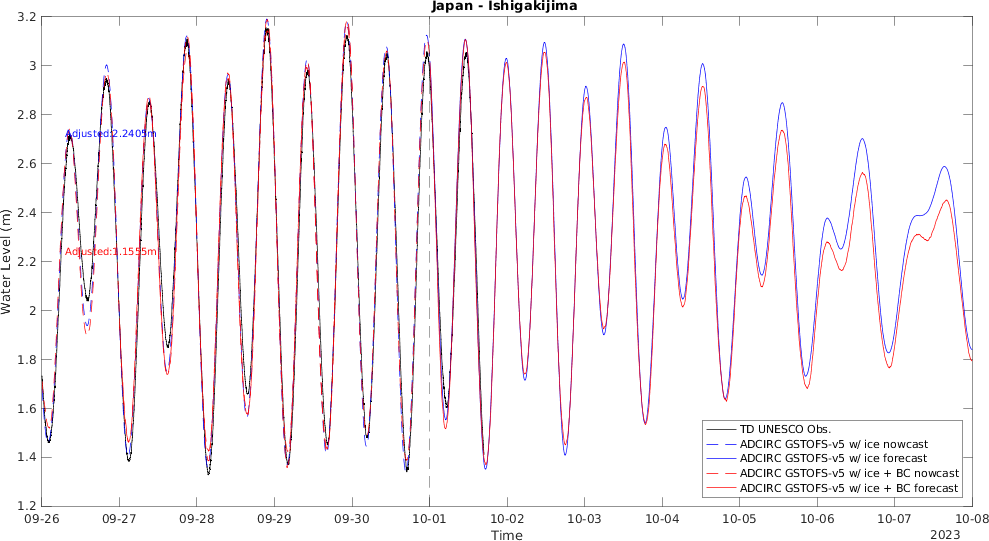 Japan - Ishigakijima
3.2
3
2.8
2.6
2.4
2.2
2
1.8
1.6
1.4
1.2
Water Level (m)
Adjusted:2.2405m
Adjusted:1.1555m
TD UNESCO Obs.
ADCIRC GSTOFS-v5 w/ ice nowcast
ADCIRC GSTOFS-v5 w/ ice forecast
ADCIRC GSTOFS-v5 w/ ice + BC nowcast
ADCIRC GSTOFS-v5 w/ ice + BC forecast
09-26 09-27 09-28 09-29 09-30 10-01 10-02 10-03 10-04 10-05 10-06 10-07 10-08
Time
2023